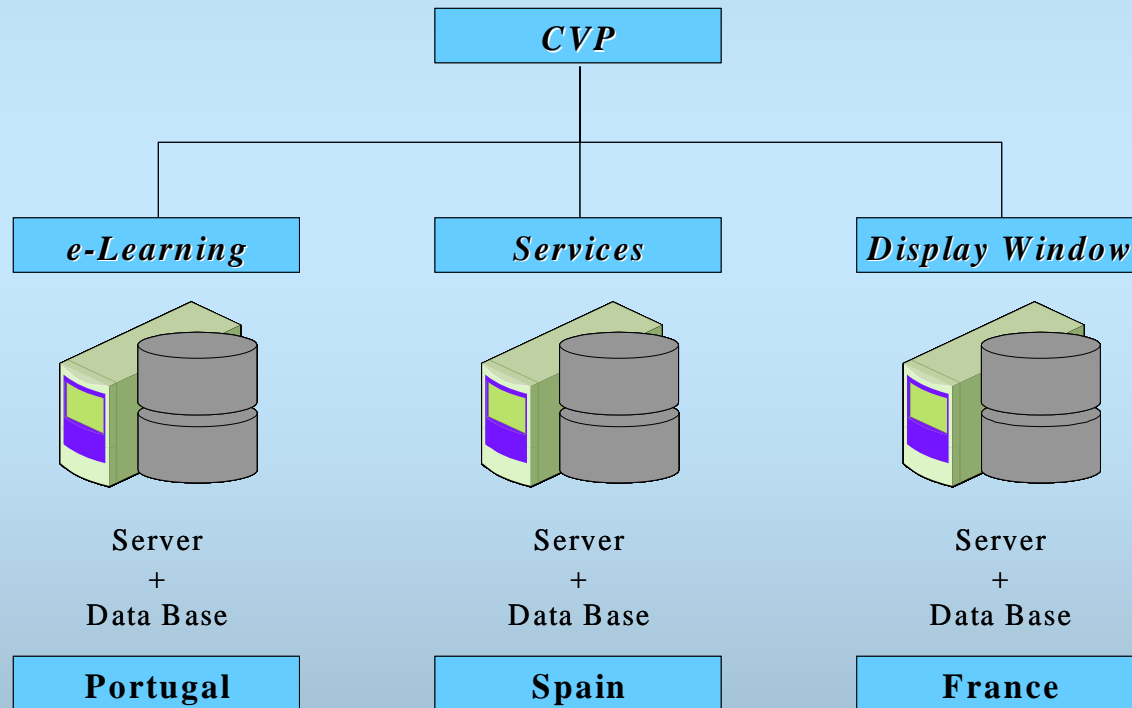 CVP
e-Learning
Services
Display Window
Server
+
Data Base
Server
+
Data Base
Server
+
Data Base
Portugal
Spain
France